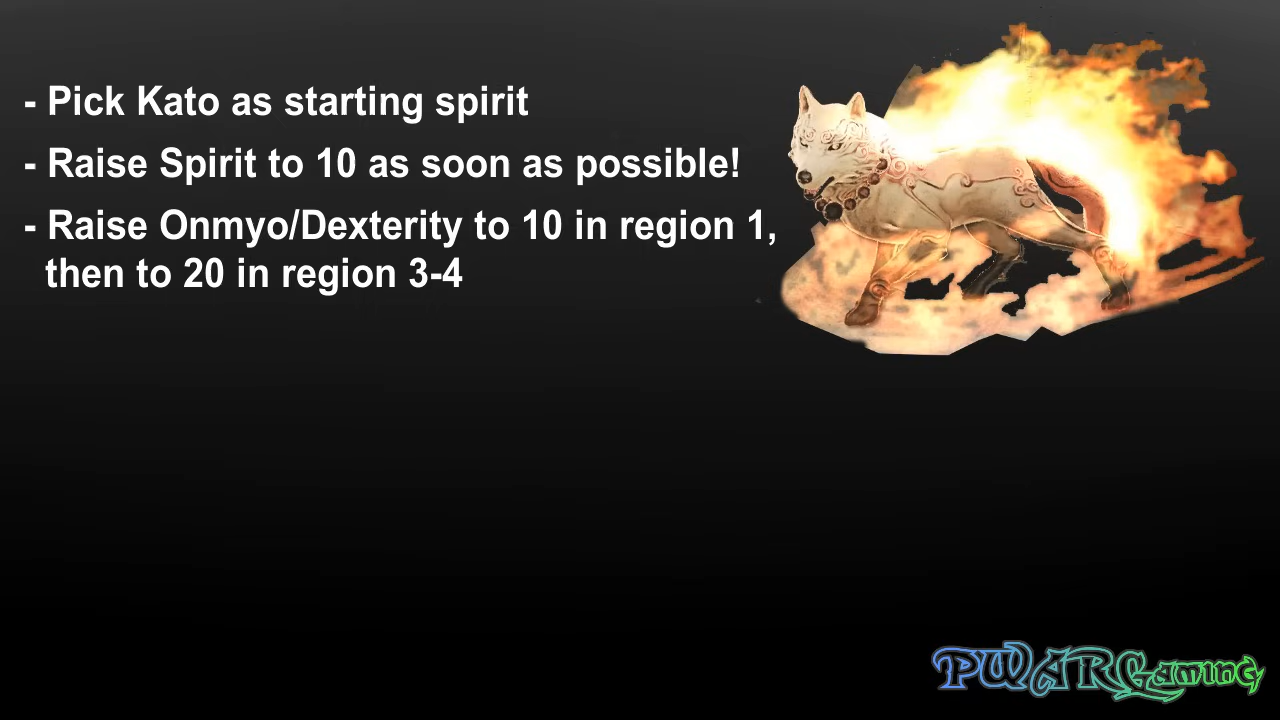 - Pick Kato as starting spirit
- Raise Spirit to 10 as soon as possible!
- Raise Onmyo/Dexterity to 10 in region 1,
then to 20 in region 3-4
PWARGaming